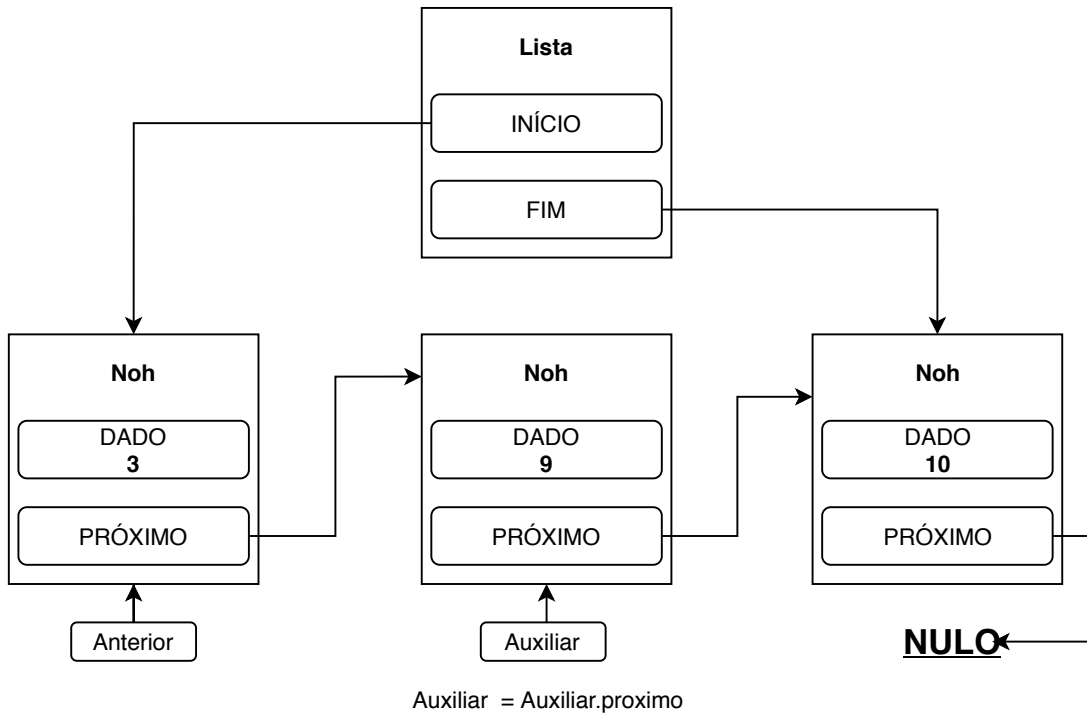 Lista
INÍCIO
FIM
Noh
DADO
3
PRÓXIMO
Anterior
Noh
DADO
9
PRÓXIMO
Auxiliar
Noh
DADO
10
PRÓXIMO
NULO
Auxiliar = Auxiliar.proximo